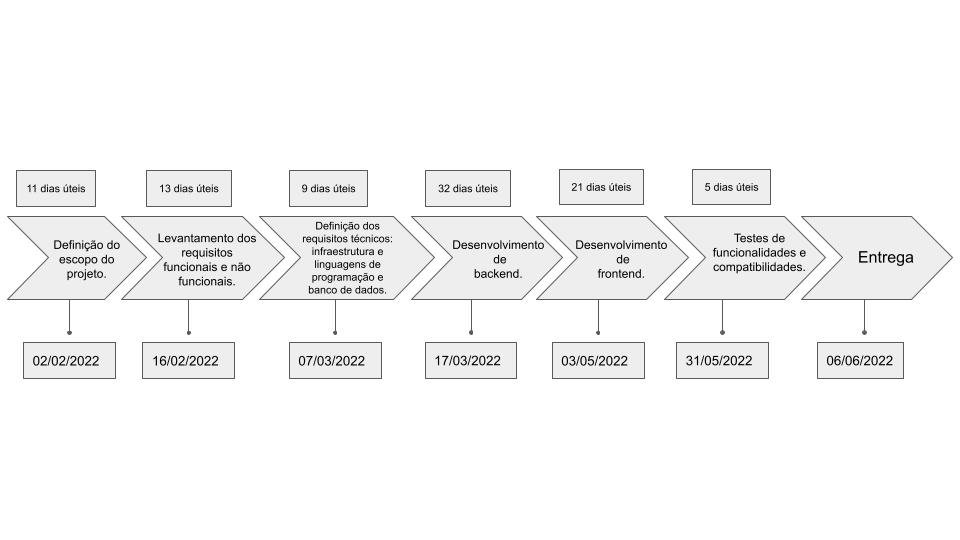 11 dias úteis
13 dias úteis
9 dias úteis
32 dias úteis
21 dias úteis
5 dias úteis
Definição do
escopo do
projeto.
Levantamento dos
requisitos
funcionais e não
funcionais.
Definição dos
requisitos técnicos:
infraestrutura e
linguagens de
programação e
banco de dados.
Desenvolvimento
de
backend.
Desenvolvimento
de
frontend.
Testes de
funcionalidades e
compatibilidades.
Entrega
02/02/2022
16/02/2022
07/03/2022
17/03/2022
03/05/2022
31/05/2022
06/06/2022